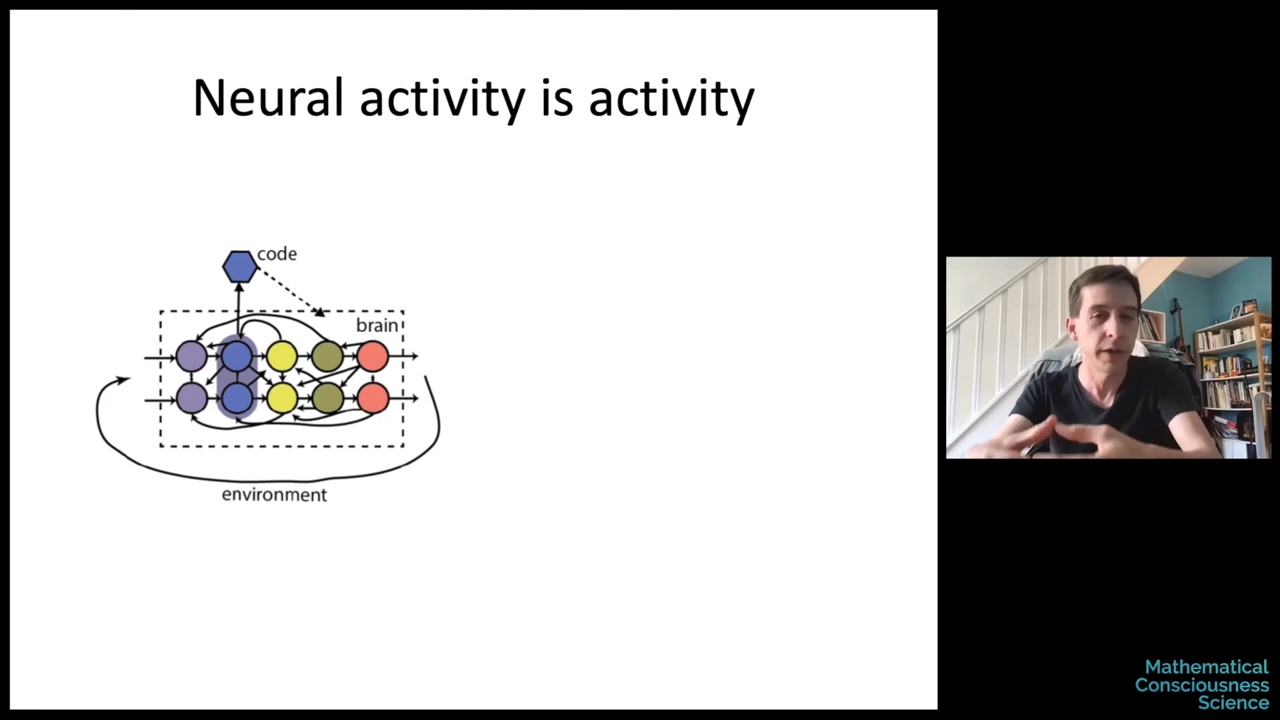 Neural activity is activity
code
brain
environment
Mathematical
Consciousness
Science